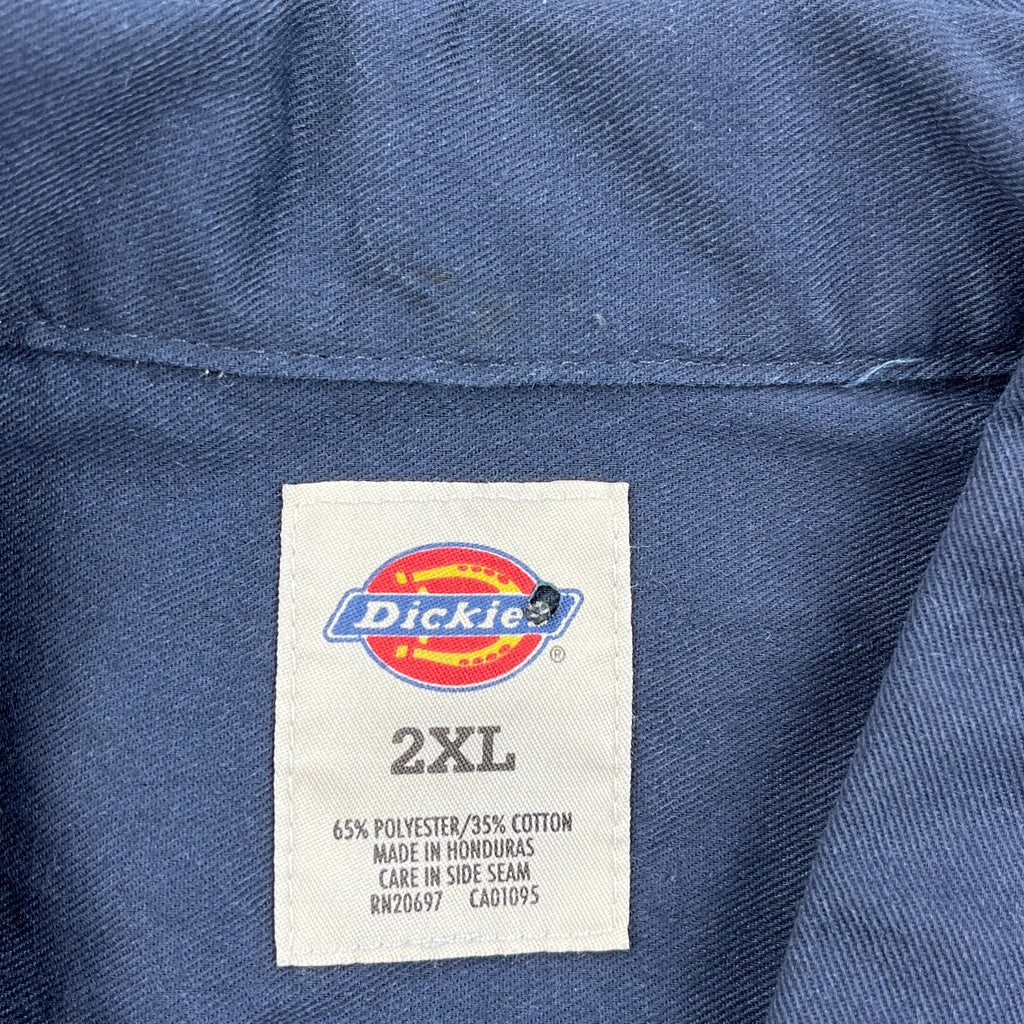 Dickies
®
2XL
65% POLYESTER/35% COTTON
MADE IN HONDURAS
CARE IN SIDE SEAM
RN20697 CA01095